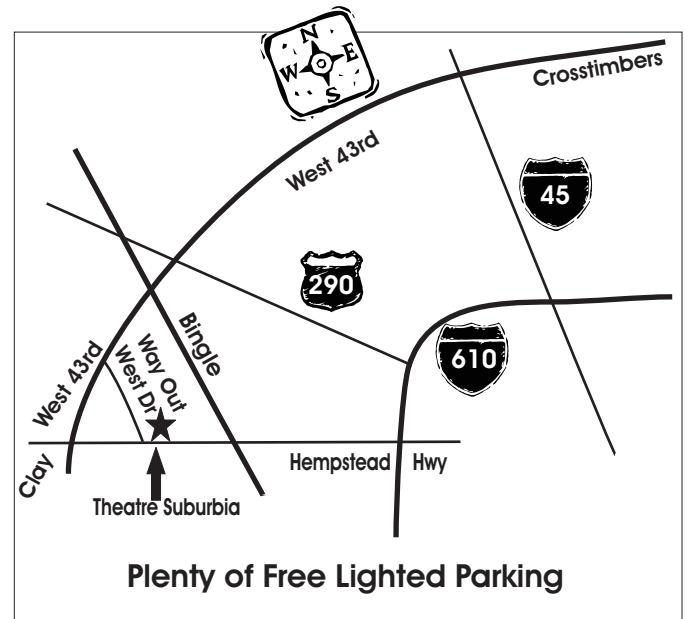 N
W E
S
Crosstimbers
West 43rd
45
290
Bingle
610
West 43rd
Way Out
West Dr
Clay
Hempstead Hwy
Theatre Suburbia
Plenty of Free Lighted Parking